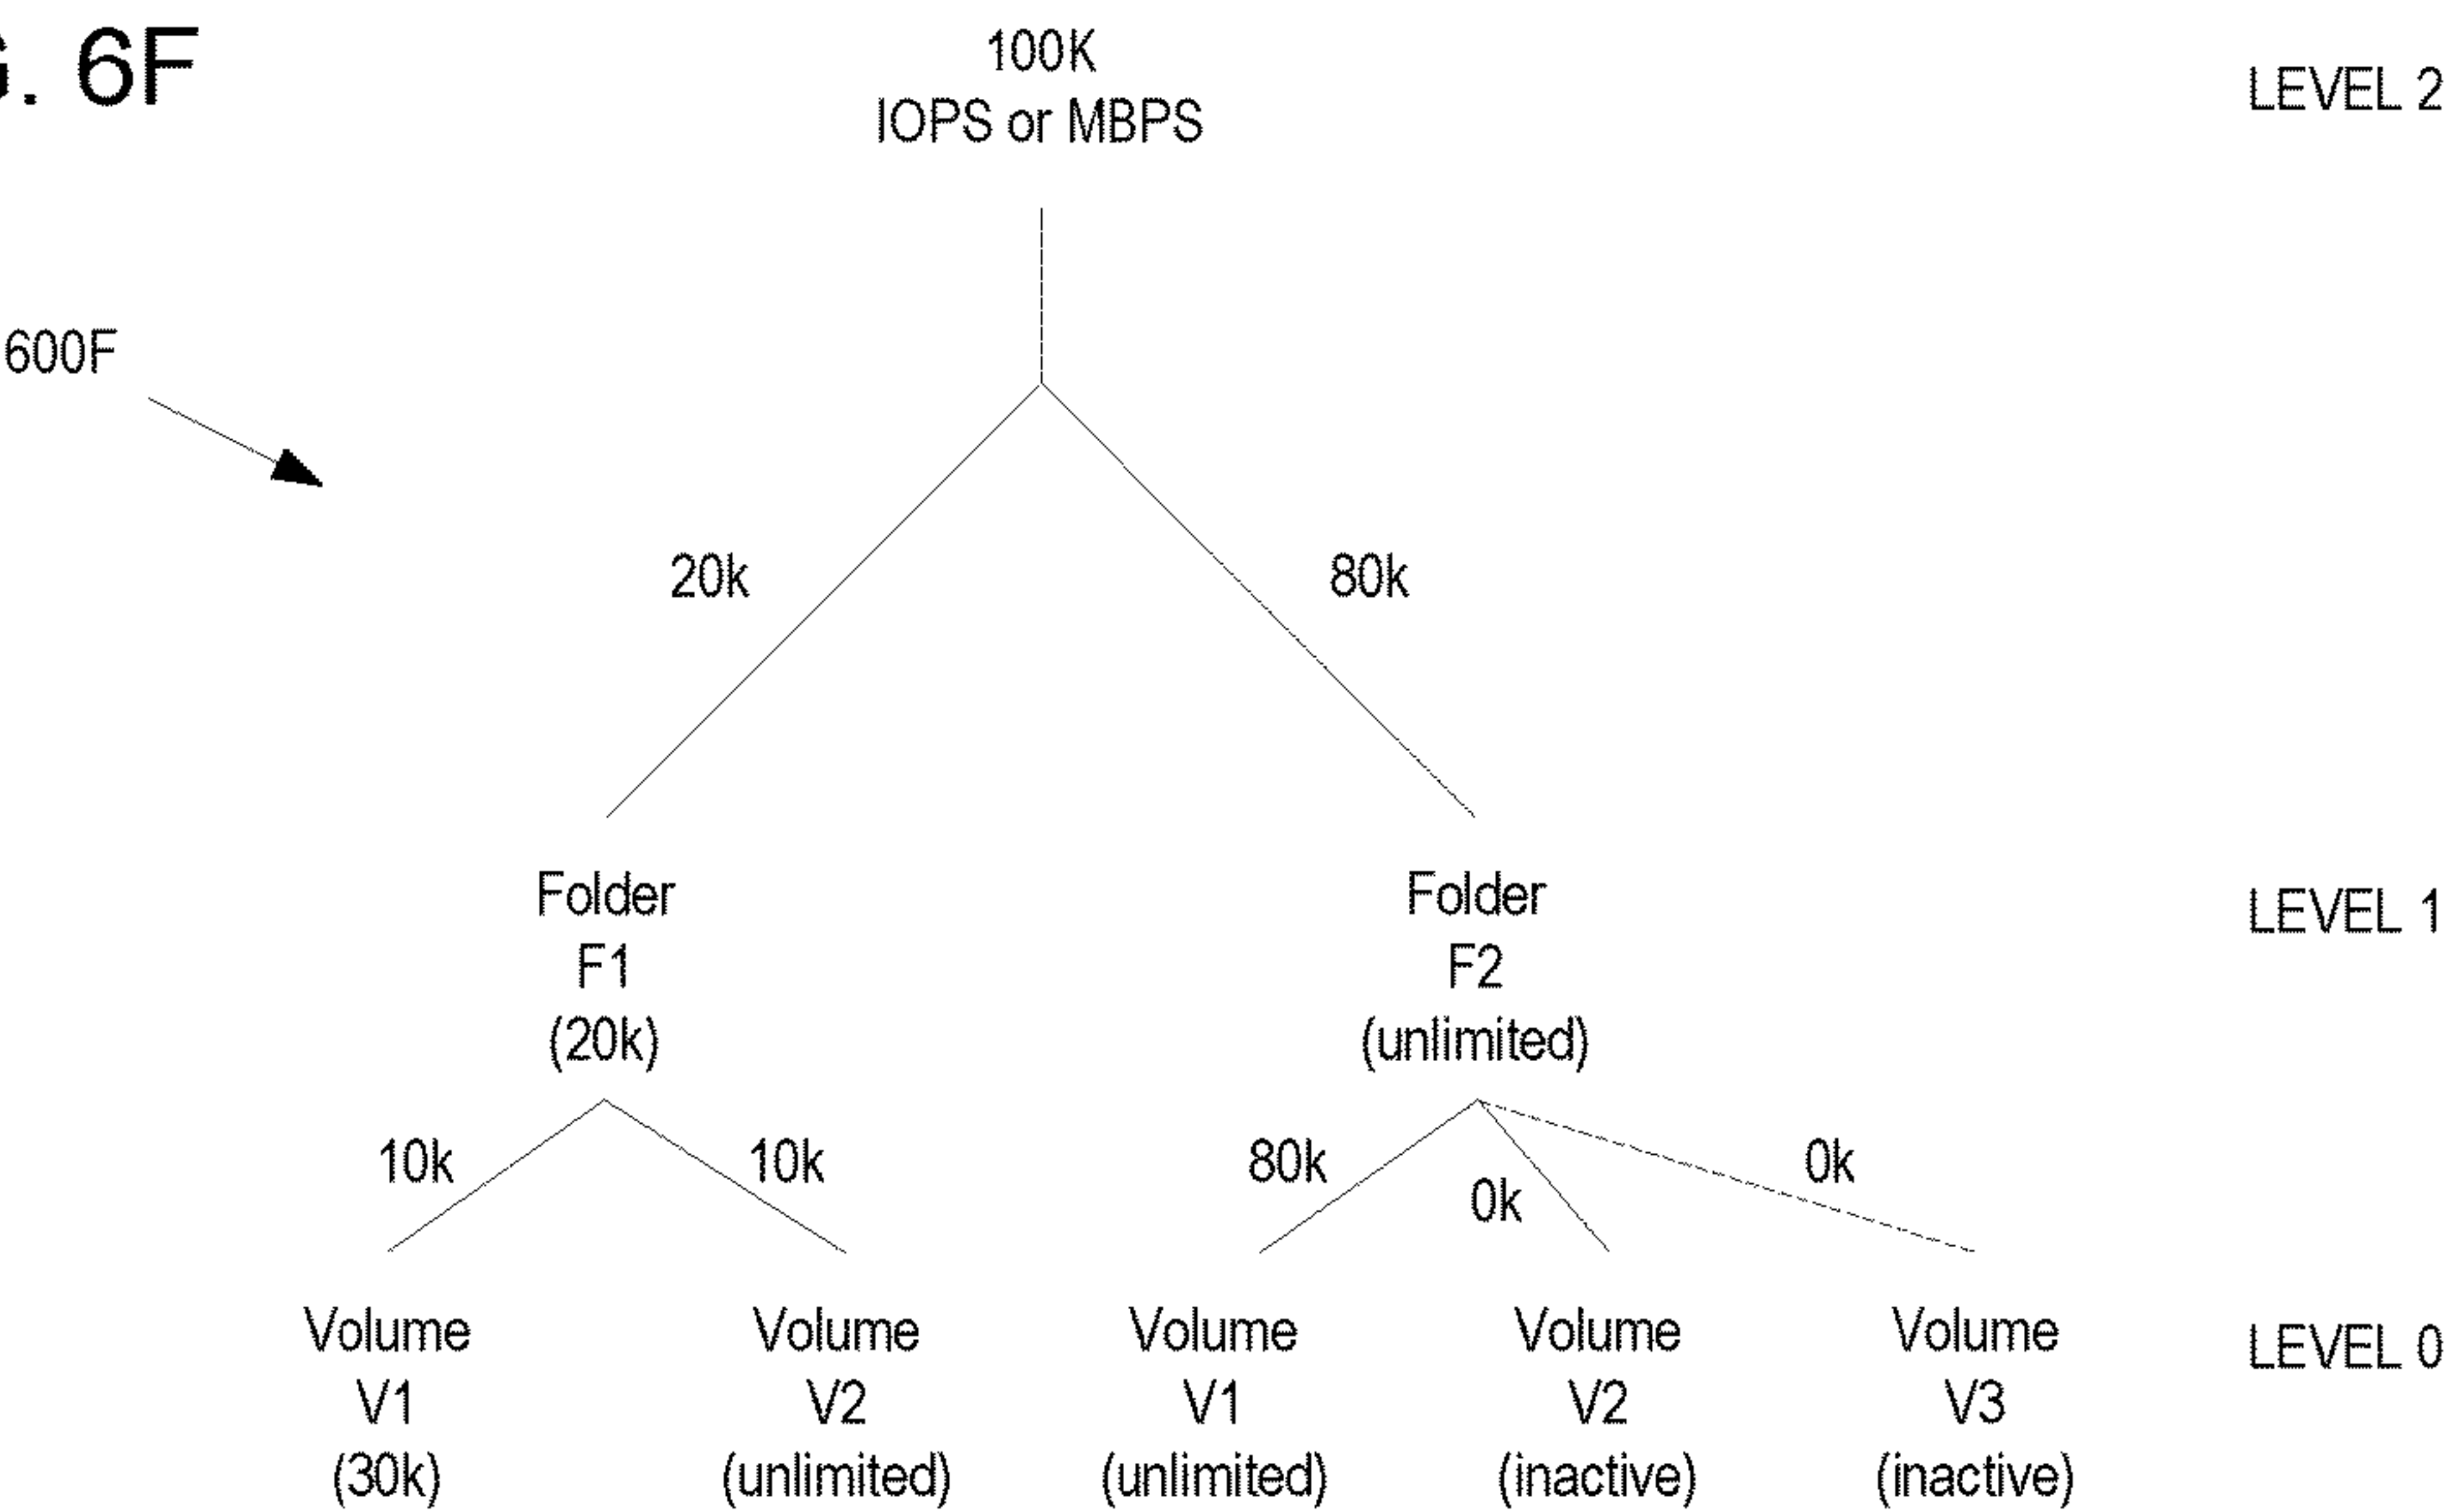 G. 6F
100K
IOPS or MBPS
LEVEL 2
600F
20k
80k
Folder
F1
(20k)
Folder
F2
(unlimited)
LEVEL 1
10k
10k
80k
0k
0k
Volume
V1
(30k)
Volume
V2
(unlimited)
Volume
V1
(unlimited)
Volume
V2
(inactive)
Volume
V3
(inactive)
LEVEL 0